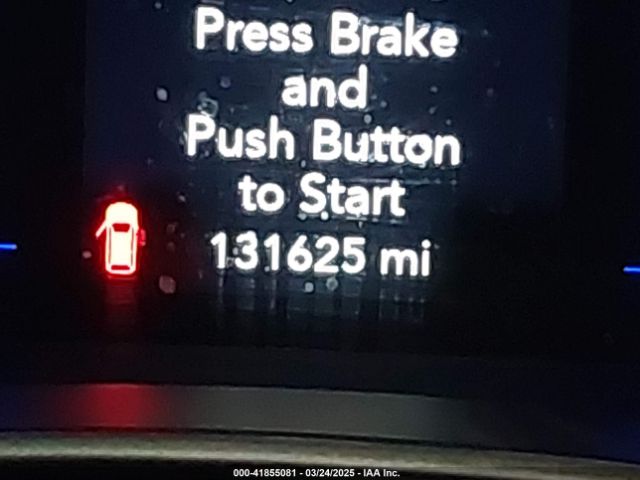 Press Brake
and
Push Button
to Start
131625 mi
000-41855081 - 03/24/2025 - IAA Inc.